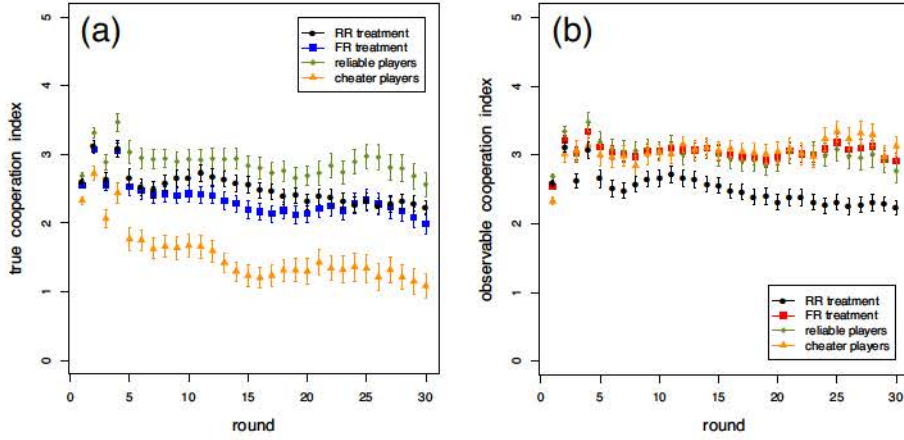 (a)
RR treatment
FR treatment
reliable players
cheater players
true cooperation index
5
4
3
2
1
0
0 5 10 15 20 25 30
round
(b)
observable cooperation index
5
4
3
2
1
0
RR treatment
FR treatment
reliable players
cheater players
0 5 10 15 20 25 30
round